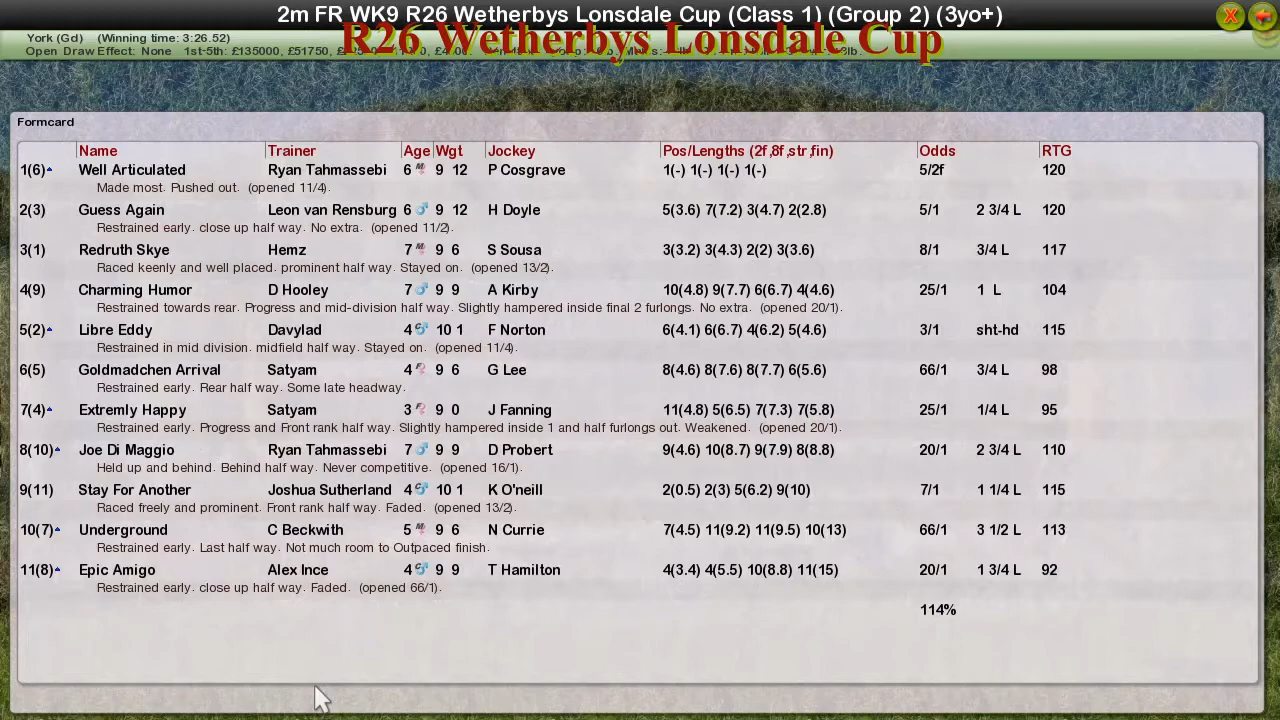 2m FR WK9 R26 Wetherbys Lonsdale Cup (Class 1) (Group 2) (3yo+)
R26 Wetherbys Lonsdale Cup
York (Gd) (Winning time: 3:26.52)
Open Draw Effect: None 1st-5th: £135000, £51750,
Formcard
Name Trainer Age Wgt Jockey Pos/Lengths (2f,8f,str,fin) Odds RTG
1(6) Well Articulated Ryan Tahmassebi 6 9 12 P Cosgrave 1(-) 1(-) 1(-) 1(-) 5/2f 120
Made most. Pushed out. (opened 11/4).
2(3) Guess Again Leon van Rensburg 6 9 12 H Doyle 5(3.6) 7(7.2) 3(4.7) 2(2.8) 5/1 2 3/4 L 120
Restrained early. close up half way. No extra. (opened 11/2).
3(1) Redruth Skye Hemz 7 9 6 S Sousa 3(3.2) 3(4.3) 2(2) 3(3.6) 8/1 3/4 L 117
Raced keenly and well placed. prominent half way. Stayed on. (opened 13/2).
4(9) Charming Humor D Hooley 7 9 9 A Kirby 10(4.8) 9(7.7) 6(6.7) 4(4.6) 25/1 1 L 104
Restrained towards rear. Progress and mid-division half way. Slightly hampered inside final 2 furlongs. No extra. (opened 20/1).
5(2) Libre Eddy Davylad 4 10 1 F Norton 6(4.1) 6(6.7) 4(6.2) 5(4.6) 3/1 sht-hd 115
Restrained in mid division. midfield half way. Stayed on. (opened 11/4).
6(5) Goldmadchen Arrival Satyam 4 9 6 G Lee 8(4.6) 8(7.6) 8(7.7) 6(5.6) 66/1 3/4 L 98
Restrained early. Rear half way. Some late headway.
7(4) Extremly Happy Satyam 3 9 0 J Fanning 11(4.8) 5(6.5) 7(7.3) 7(5.8) 25/1 1/4 L 95
Restrained early. Progress and Front rank half way. Slightly hampered inside 1 and half furlongs out. Weakened. (opened 20/1).
8(10) Joe Di Maggio Ryan Tahmassebi 7 9 9 D Probert 9(4.6) 10(8.7) 9(7.9) 8(8.8) 20/1 2 3/4 L 110
Held up and behind. Behind half way. Never competitive. (opened 16/1).
9(11) Stay For Another Joshua Sutherland 4 10 1 K O'neill 2(0.5) 2(3) 5(6.2) 9(10) 7/1 1 1/4 L 115
Raced freely and prominent. Front rank half way. Faded. (opened 13/2).
10(7) Underground C Beckwith 5 9 6 N Currie 7(4.5) 11(9.2) 11(9.5) 10(13) 66/1 3 1/2 L 113
Restrained early. Last half way. Not much room to Outpaced finish.
11(8) Epic Amigo Alex Ince 4 9 9 T Hamilton 4(3.4) 4(5.5) 10(8.8) 11(15) 20/1 1 3/4 L 92
Restrained early. close up half way. Faded. (opened 66/1).
114%